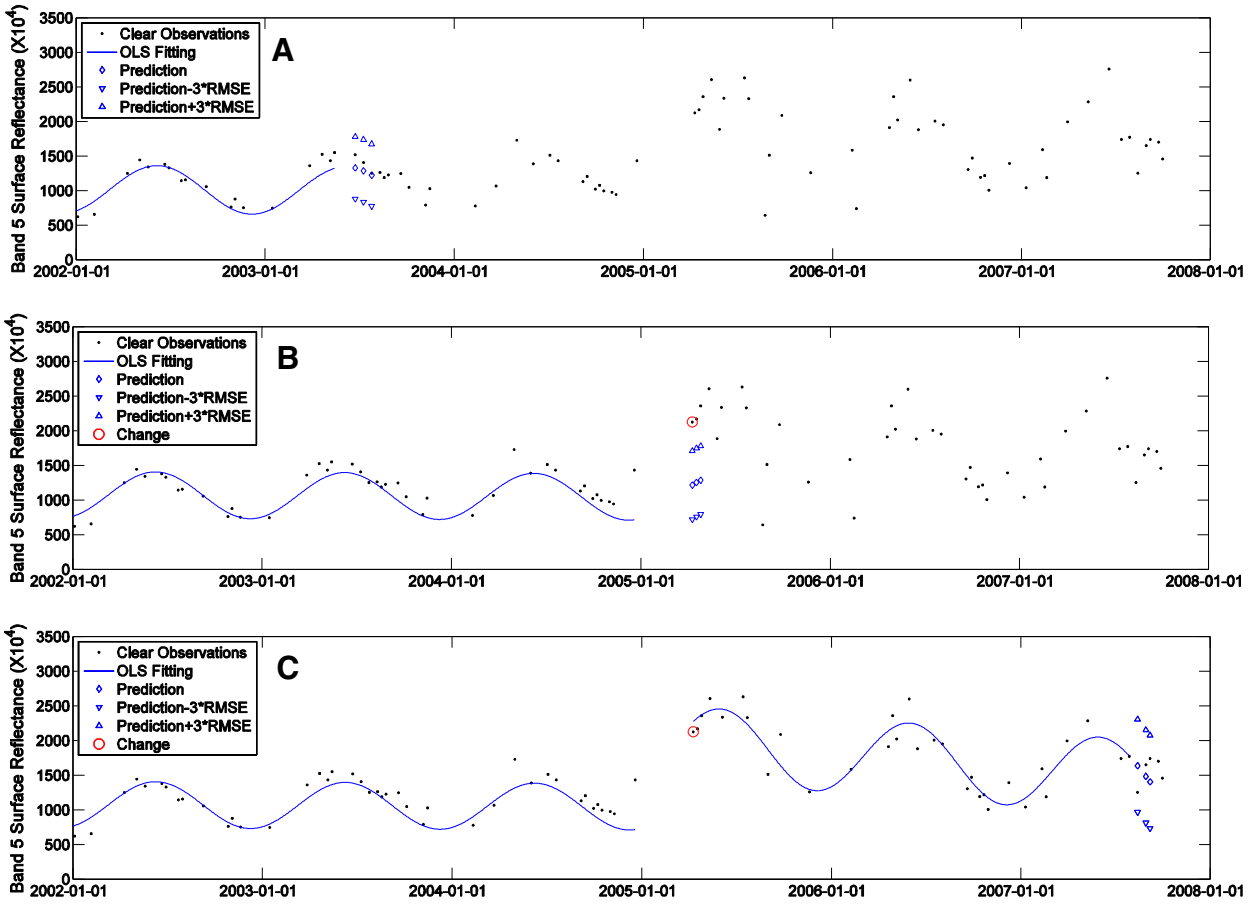 A
Clear Observations
OLS Fitting
Prediction
Prediction-3*RMSE
Prediction+3*RMSE
Band 5 Surface Reflectance (X10⁴)
3500
3000
2500
2000
1500
1000
500
0
2002-01-01 2003-01-01 2004-01-01 2005-01-01 2006-01-01 2007-01-01 2008-01-01
B
Clear Observations
OLS Fitting
Prediction
Prediction-3*RMSE
Prediction+3*RMSE
Change
Band 5 Surface Reflectance (X10⁴)
3500
3000
2500
2000
1500
1000
500
0
2002-01-01 2003-01-01 2004-01-01 2005-01-01 2006-01-01 2007-01-01 2008-01-01
C
Clear Observations
OLS Fitting
Prediction
Prediction-3*RMSE
Prediction+3*RMSE
Change
Band 5 Surface Reflectance (X10⁴)
3500
3000
2500
2000
1500
1000
500
0
2002-01-01 2003-01-01 2004-01-01 2005-01-01 2006-01-01 2007-01-01 2008-01-01